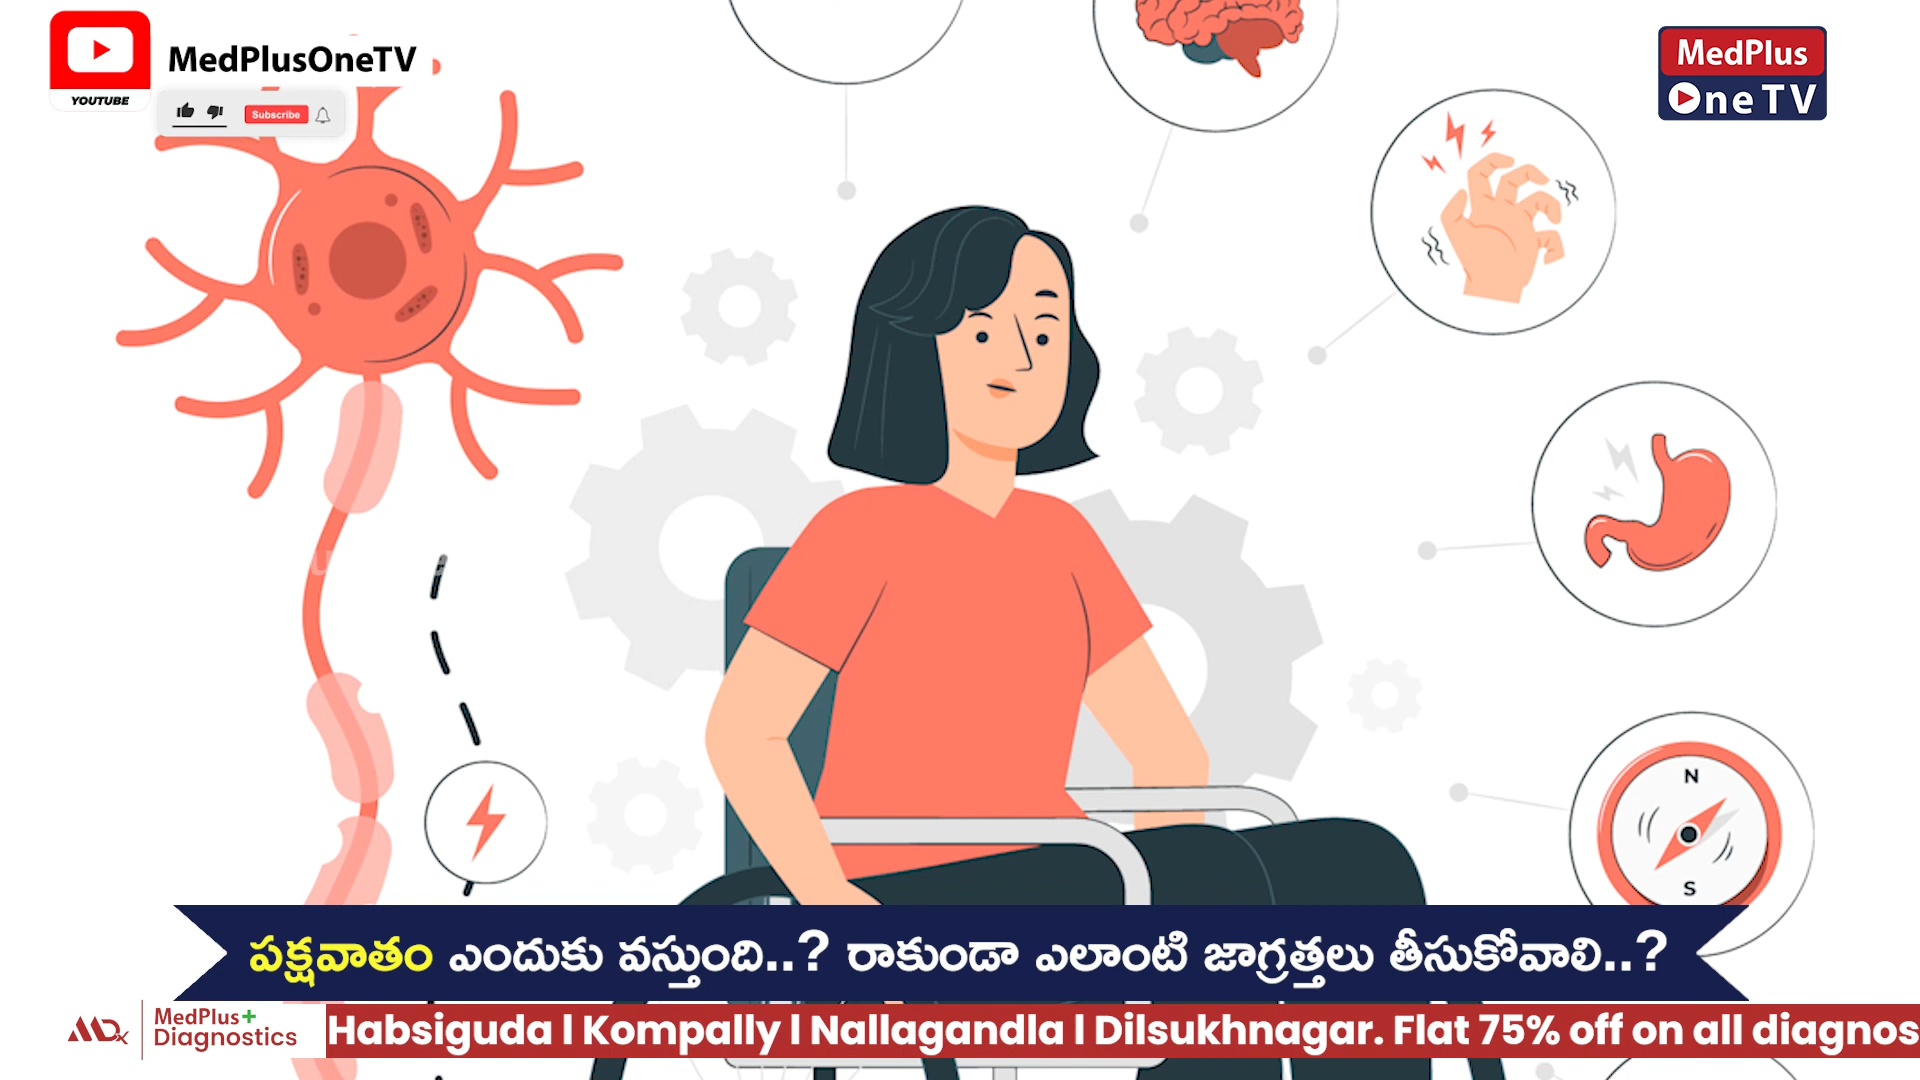 MedPlusOneTV
YOUTUBE
Subscribe
MedPlus
One TV
N
S
పక్షవాతం ఎందుకు వస్తుంది..? రాకుండా ఎలాంటి జాగ్రత్తలు తీసుకోవాలి..?
MDx
MedPlus+
Diagnostics
Habsiguda l Kompally l Nallagandla l Dilsukhnagar. Flat 75% off on all diagnos